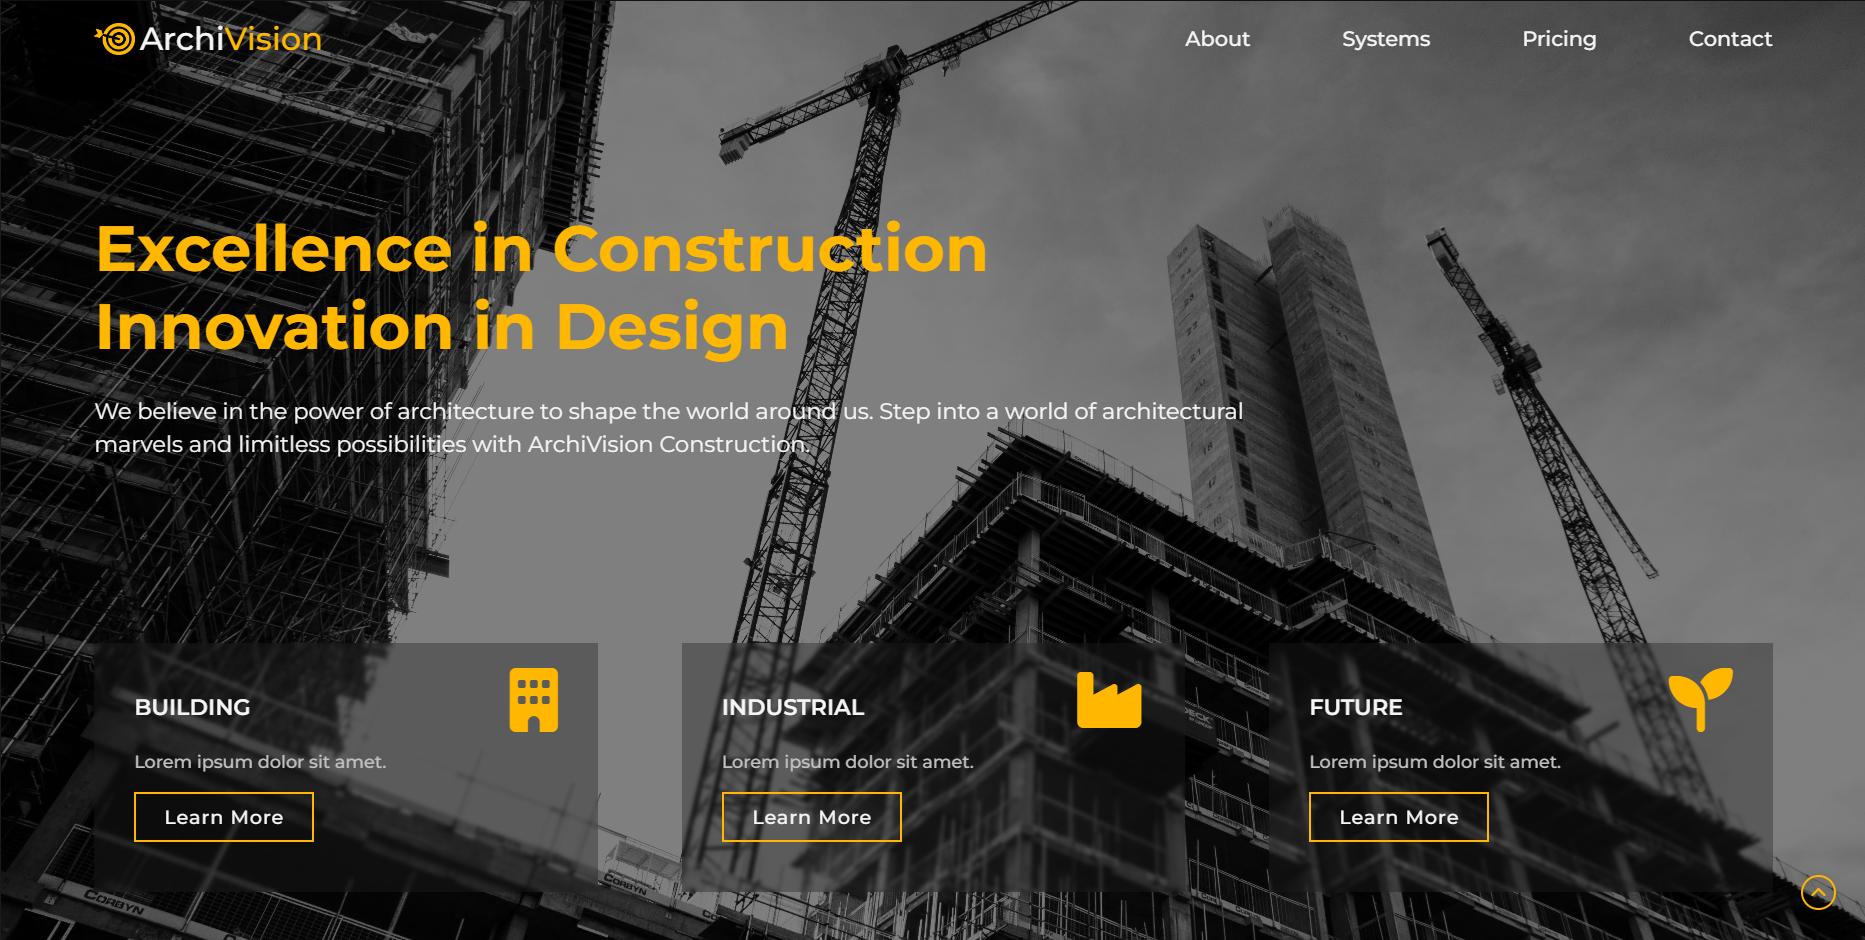 ArchiVision
About Systems Pricing Contact
Excellence in Construction
Innovation in Design
We believe in the power of architecture to shape the world around us. Step into a world of architectural
marvels and limitless possibilities with ArchiVision Construction.
BUILDING
Lorem ipsum dolor sit amet.
Learn More
INDUSTRIAL
Lorem ipsum dolor sit amet.
Learn More
FUTURE
Lorem ipsum dolor sit amet.
Learn More
CORBYN
CORBYN